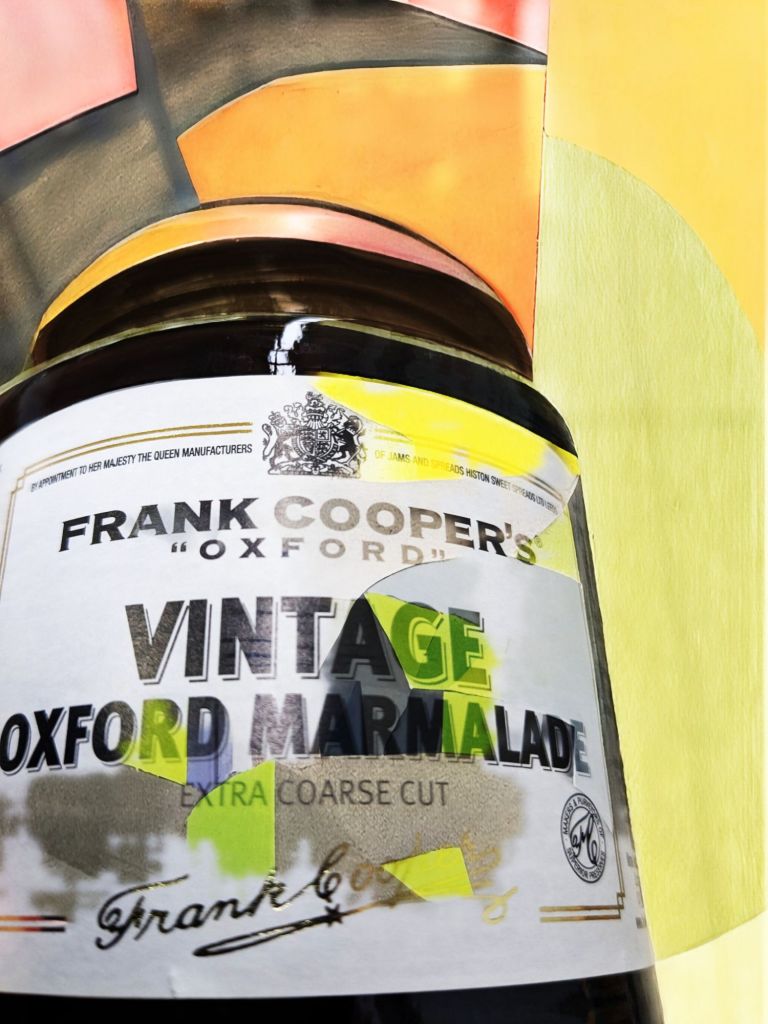 BY APPOINTMENT TO HER MAJESTY THE QUEEN MANUFACTURERS
OF JAMS AND SPREADS HISTON SWEET SPREADS LTD LEEDS
FRANK COOPER'S®
"OXFORD"
VINTAGE
OXFORD MARMALADE
EXTRA COARSE CUT
Frank Cooper